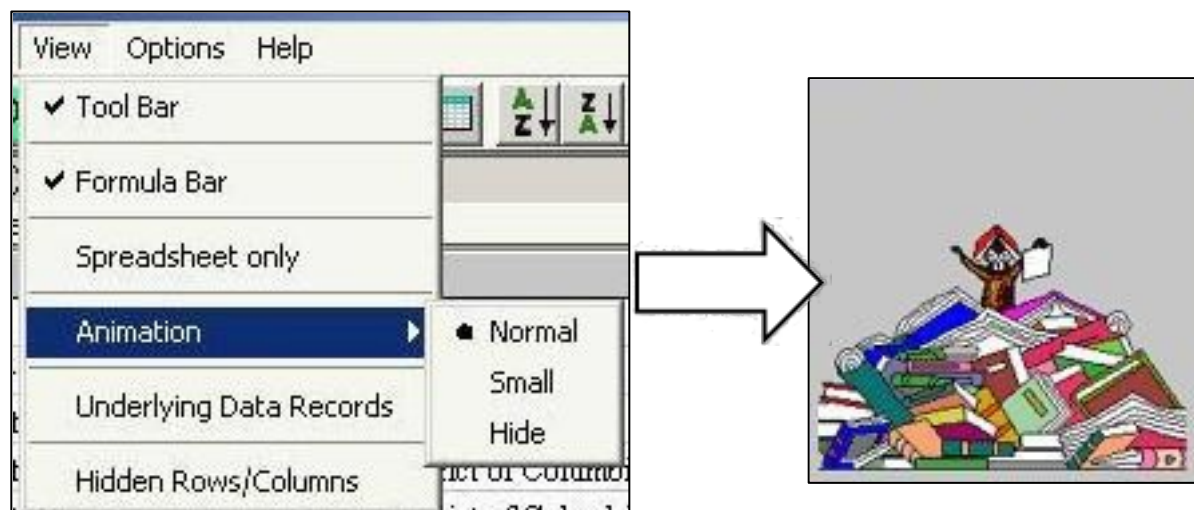 View Options Help
Tool Bar
A Z Z A
Formula Bar
Spreadsheet only
Animation
Normal
Small
Underlying Data Records
Hide
Hidden Rows/Columns